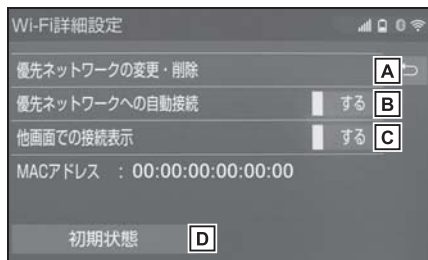 Wi-Fi詳細設定
優先ネットワークの変更・削除 A
優先ネットワークへの自動接続 する B
他画面での接続表示 する C
MACアドレス : 00:00:00:00:00:00
初期状態 D